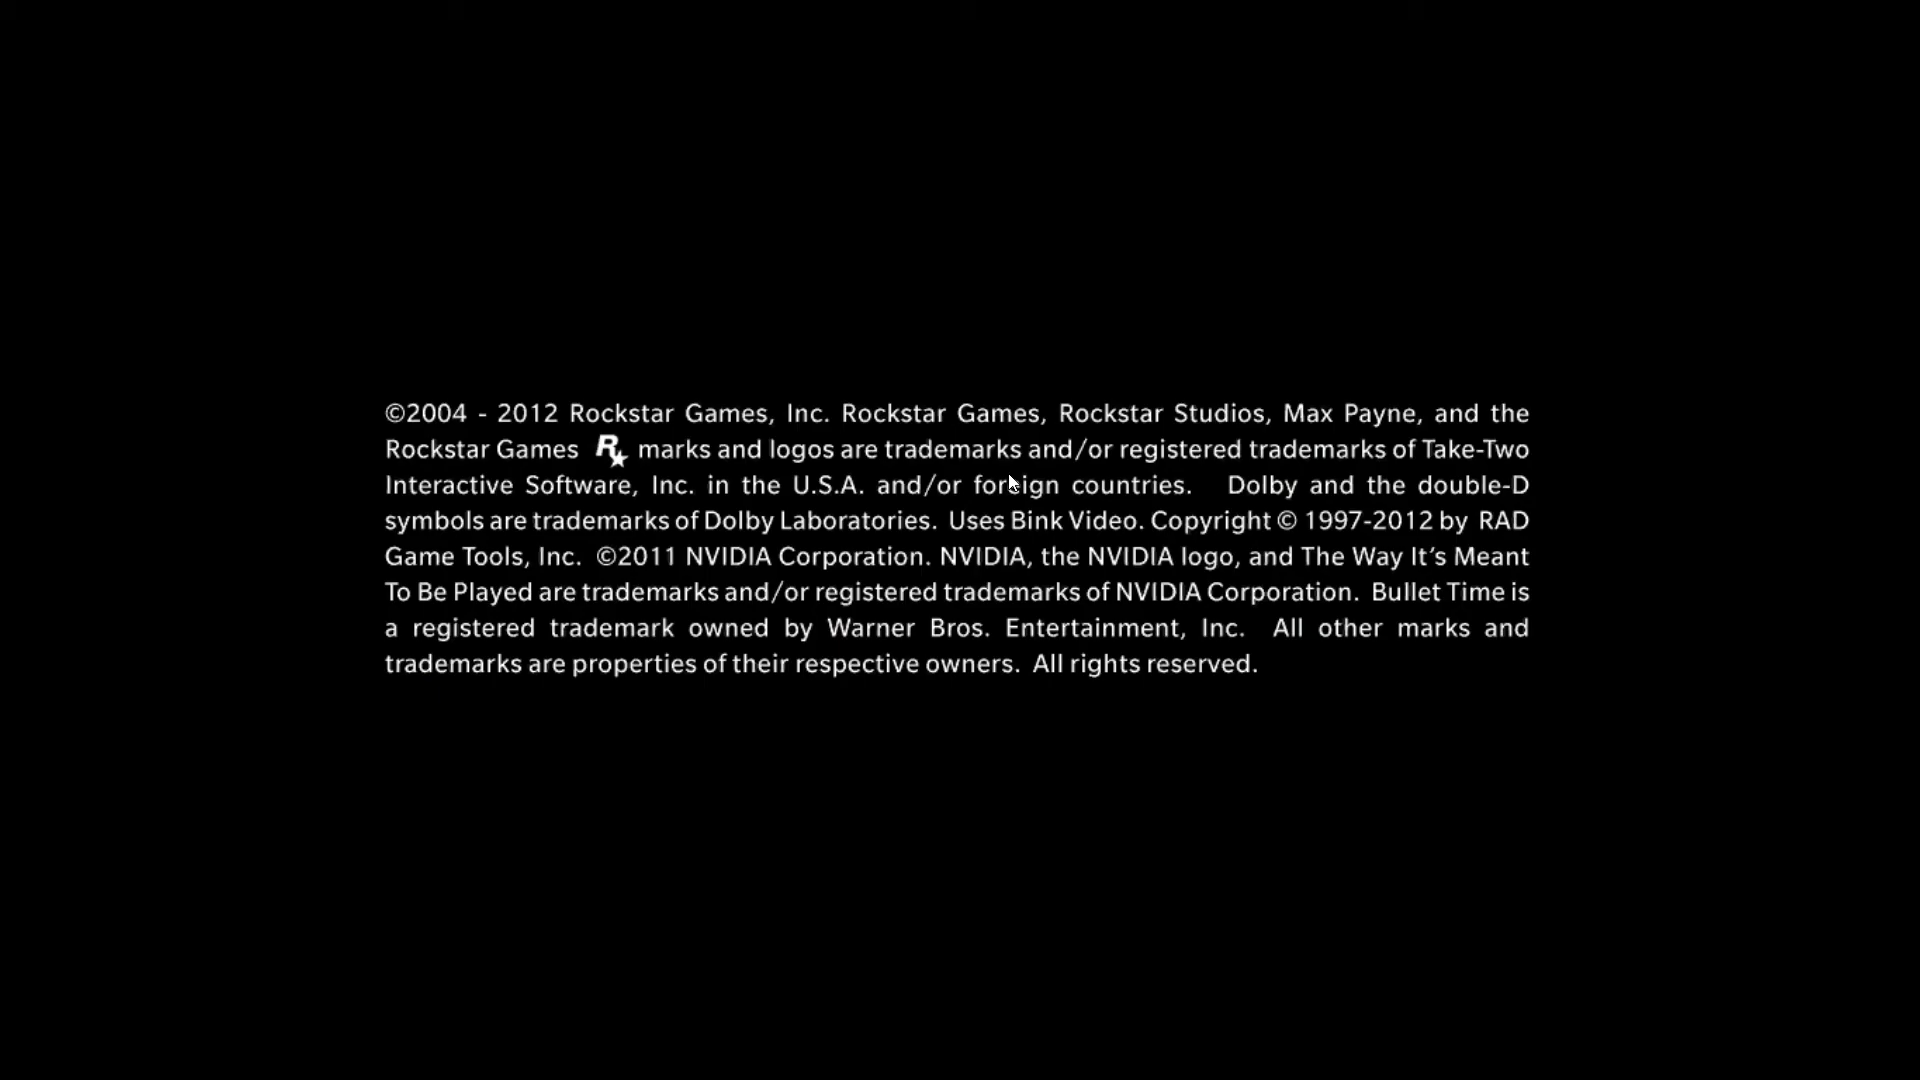 ©2004 - 2012 Rockstar Games, Inc. Rockstar Games, Rockstar Studios, Max Payne, and the
Rockstar Games R★ marks and logos are trademarks and/or registered trademarks of Take-Two
Interactive Software, Inc. in the U.S.A. and/or foreign countries. Dolby and the double-D
symbols are trademarks of Dolby Laboratories. Uses Bink Video. Copyright © 1997-2012 by RAD
Game Tools, Inc. ©2011 NVIDIA Corporation. NVIDIA, the NVIDIA logo, and The Way It’s Meant
To Be Played are trademarks and/or registered trademarks of NVIDIA Corporation. Bullet Time is
a registered trademark owned by Warner Bros. Entertainment, Inc. All other marks and
trademarks are properties of their respective owners. All rights reserved.